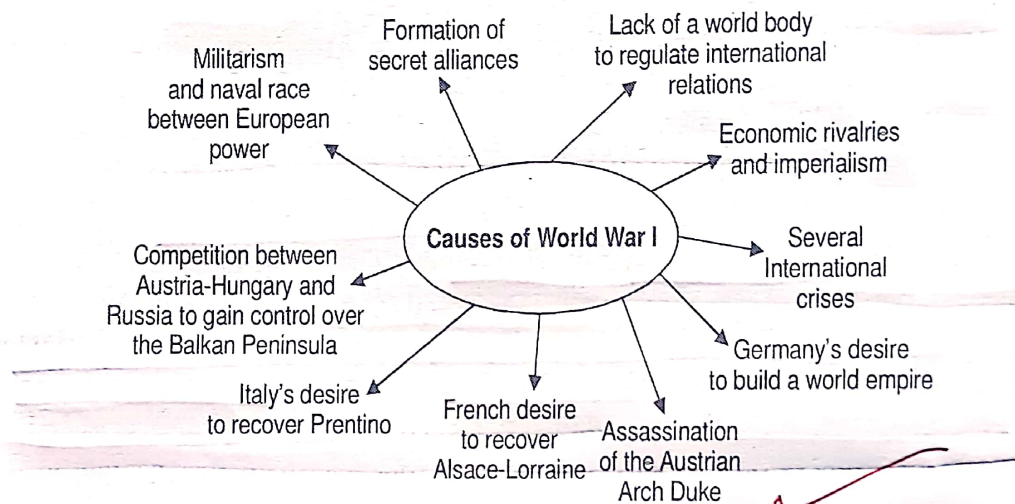 Formation of
secret alliances
Lack of a world body
to regulate international
relations
Militarism
and naval race
between European
power
Economic rivalries
and imperialism
Causes of World War I
Several
International
crises
Competition between
Austria-Hungary and
Russia to gain control over
the Balkan Peninsula
Germany's desire
to build a world empire
Italy's desire
to recover Prentino
French desire
to recover
Alsace-Lorraine
Assassination
of the Austrian
Arch Duke